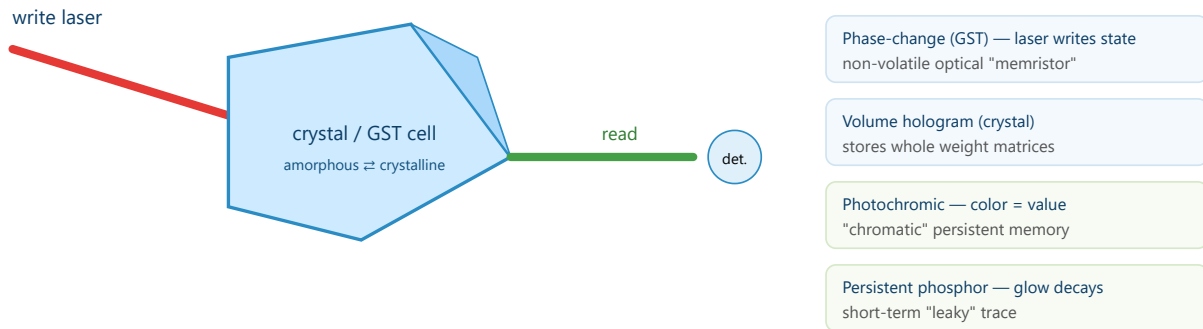 write laser
crystal / GST cell
amorphous ⇄ crystalline
read
det.
Phase-change (GST) — laser writes state
non-volatile optical "memristor"
Volume hologram (crystal)
stores whole weight matrices
Photochromic — color = value
"chromatic" persistent memory
Persistent phosphor — glow decays
short-term "leaky" trace